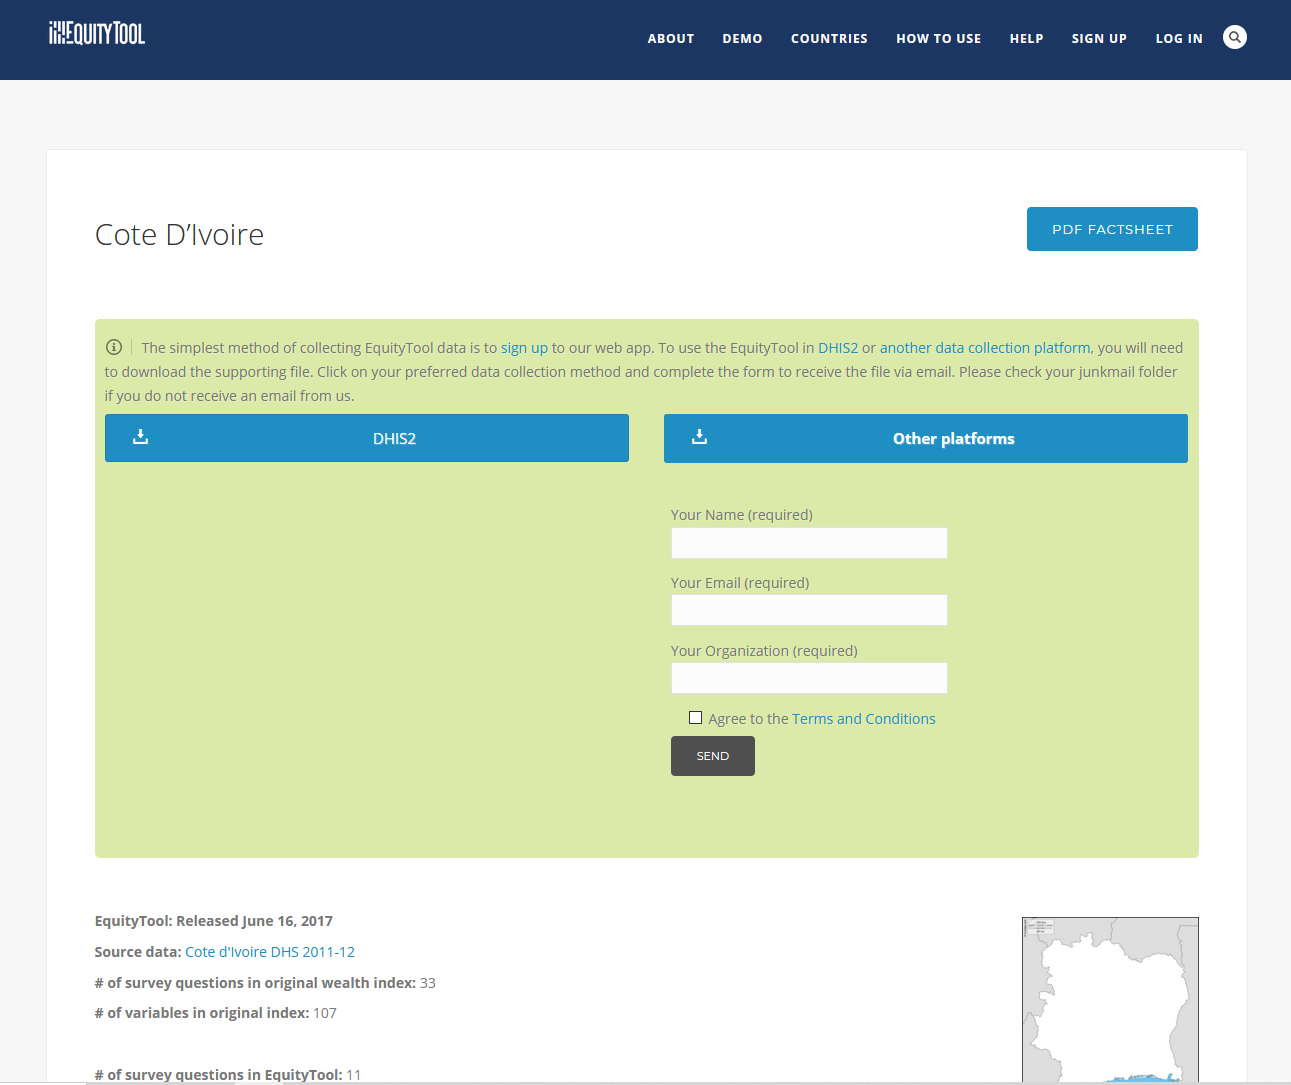 EQUITYTOOL
ABOUT DEMO COUNTRIES HOW TO USE HELP SIGN UP LOG IN
Cote D’Ivoire
PDF FACTSHEET
The simplest method of collecting EquityTool data is to sign up to our web app. To use the EquityTool in DHIS2 or another data collection platform, you will need
to download the supporting file. Click on your preferred data collection method and complete the form to receive the file via email. Please check your junkmail folder
if you do not receive an email from us.
DHIS2
Other platforms
Your Name (required)
Your Email (required)
Your Organization (required)
Agree to the Terms and Conditions
SEND
EquityTool: Released June 16, 2017
Source data: Cote d'Ivoire DHS 2011-12
# of survey questions in original wealth index: 33
# of variables in original index: 107
# of survey questions in EquityTool: 11